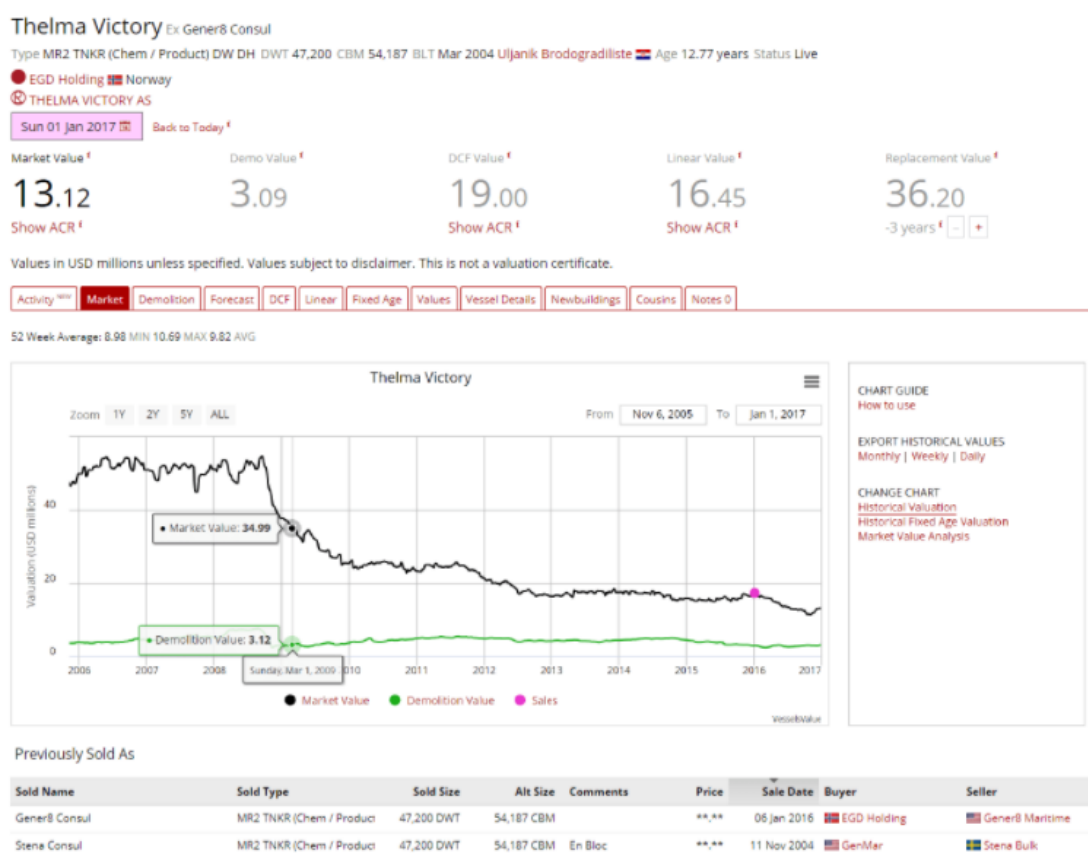 Thelma Victory Ex Gener8 Consul
Type MR2 TNKR (Chem / Product) DW DH DWT 47,200 CBM 54,187 BLT Mar 2004 Uljanik Brodogradiliste Age 12.77 years Status Live
EGD Holding Norway
® THELMA VICTORY AS
Sun 01 Jan 2017 Back to Today
Market Value Demo Value DCF Value Linear Value Replacement Value
13.12 3.09 19.00 16.45 36.20
Show ACR Show ACR Show ACR -3 years - +
Values in USD millions unless specified. Values subject to disclaimer. This is not a valuation certificate.
Activity NEW Market Demolition Forecast DCF Linear Fixed Age Values Vessel Details Newbuildings Cousins Notes 0
52 Week Average: 8.98 MIN 10.69 MAX 9.82 AVG
Thelma Victory
Zoom 1Y 2Y 5Y ALL From Nov 6, 2005 To Jan 1, 2017
Valuation (USD millions)
40
20
0
Market Value: 34.99
Demolition Value: 3.12
Sunday, Mar 1, 2009
2006 2007 2008 2010 2011 2012 2013 2014 2015 2016 2017
Market Value Demolition Value Sales
VesselsValue
CHART GUIDE
How to use
EXPORT HISTORICAL VALUES
Monthly | Weekly | Daily
CHANGE CHART
Historical Valuation
Historical Fixed Age Valuation
Market Value Analysis
Previously Sold As
Sold Name Sold Type Sold Size Alt Size Comments Price Sale Date Buyer Seller
Gener8 Consul MR2 TNKR (Chem / Product 47,200 DWT 54,187 CBM **.** 06 Jan 2016 EGD Holding Gener8 Maritime
Stena Consul MR2 TNKR (Chem / Product 47,200 DWT 54,187 CBM En Bloc **.** 11 Nov 2004 GenMar Stena Bulk